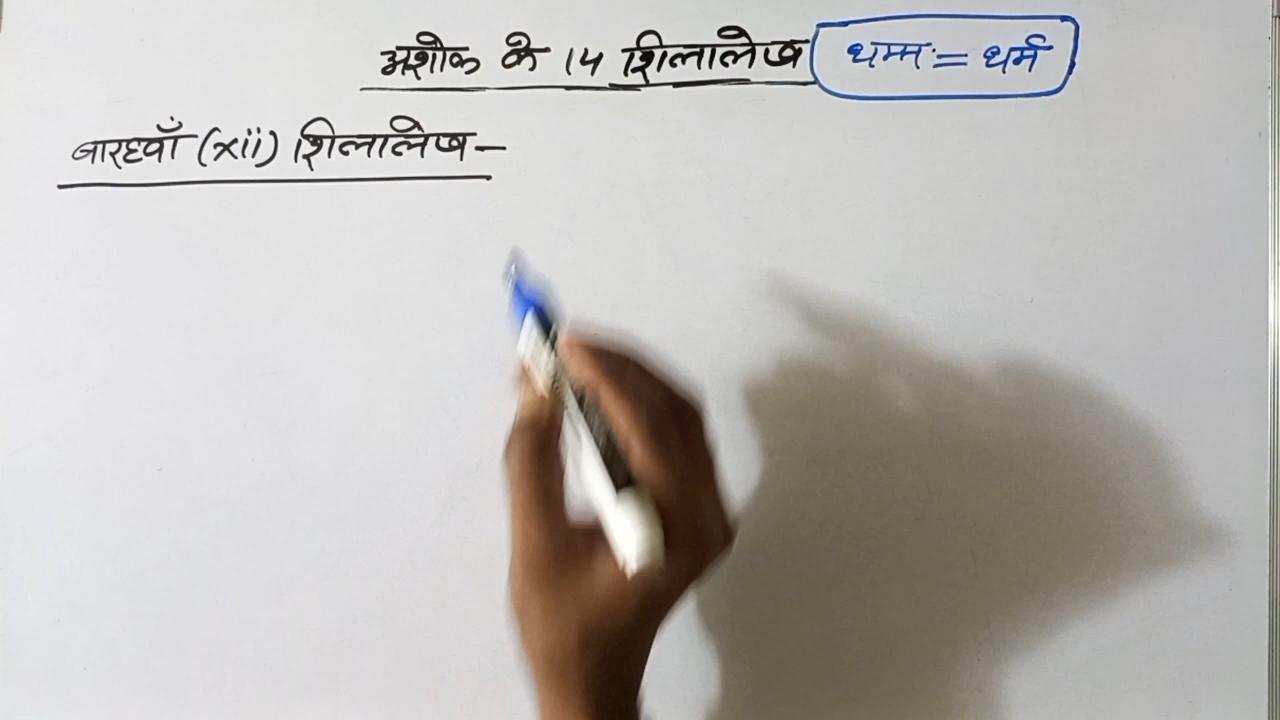 अशोक के 14 शिलालेख धम्म = धर्म
बारहवाँ (xii) शिलालेख -